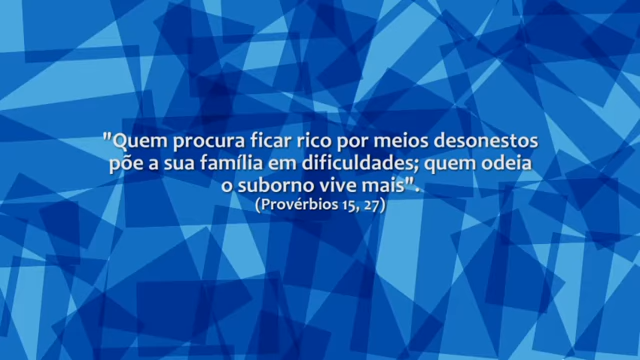 "Quem procura ficar rico por meios desonestos
põe a sua família em dificuldades; quem odeia
o suborno vive mais".
(Provérbios 15, 27)